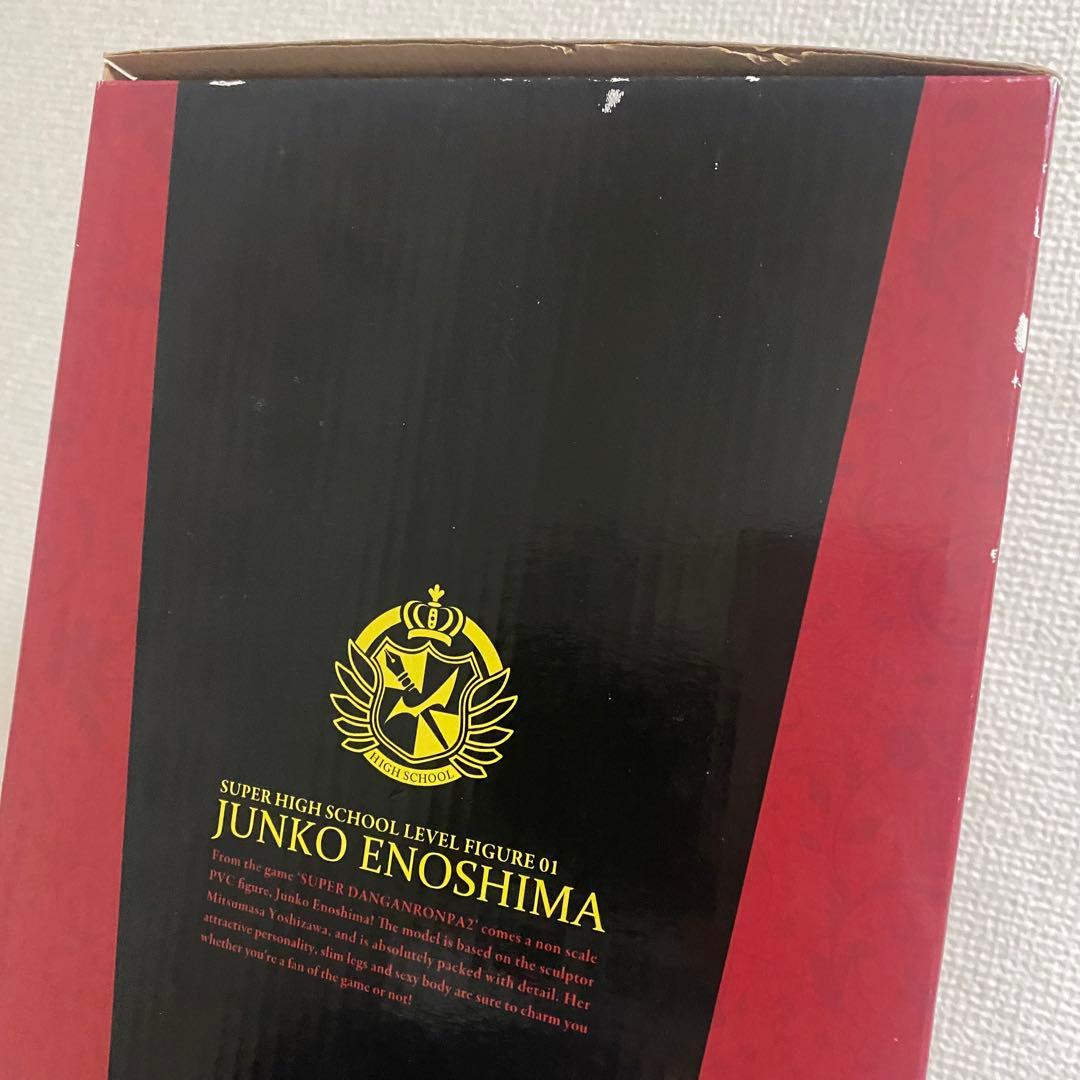 HIGH SCHOOL
SUPER HIGH SCHOOL LEVEL FIGURE 01
JUNKO ENOSHIMA
From the game 'SUPER DANGANRONPA2' comes a non scale
PVC figure, Junko Enoshima! The model is based on the sculptor
Mitsumasa Yoshizawa, and is absolutely packed with detail. Her
attractive personality, slim legs and sexy body are sure to charm you
whether you're a fan of the game or not!